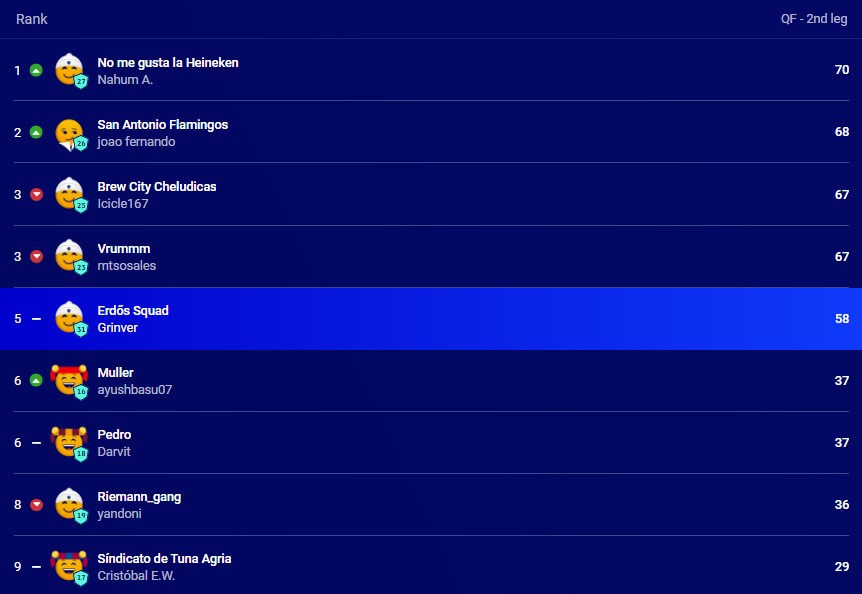 Rank QF - 2nd leg
1 No me gusta la Heineken 70
27 Nahum A.
2 San Antonio Flamingos 68
26 joao fernando
3 Brew City Cheludicas 67
25 Icicle167
3 Vrummm 67
23 mtsosales
5 Erdős Squad 58
31 Grinver
6 Muller 37
16 ayushbasu07
6 Pedro 37
18 Darvit
8 Riemann_gang 36
19 yandoni
9 Síndicato de Tuna Agria 29
17 Cristóbal E.W.